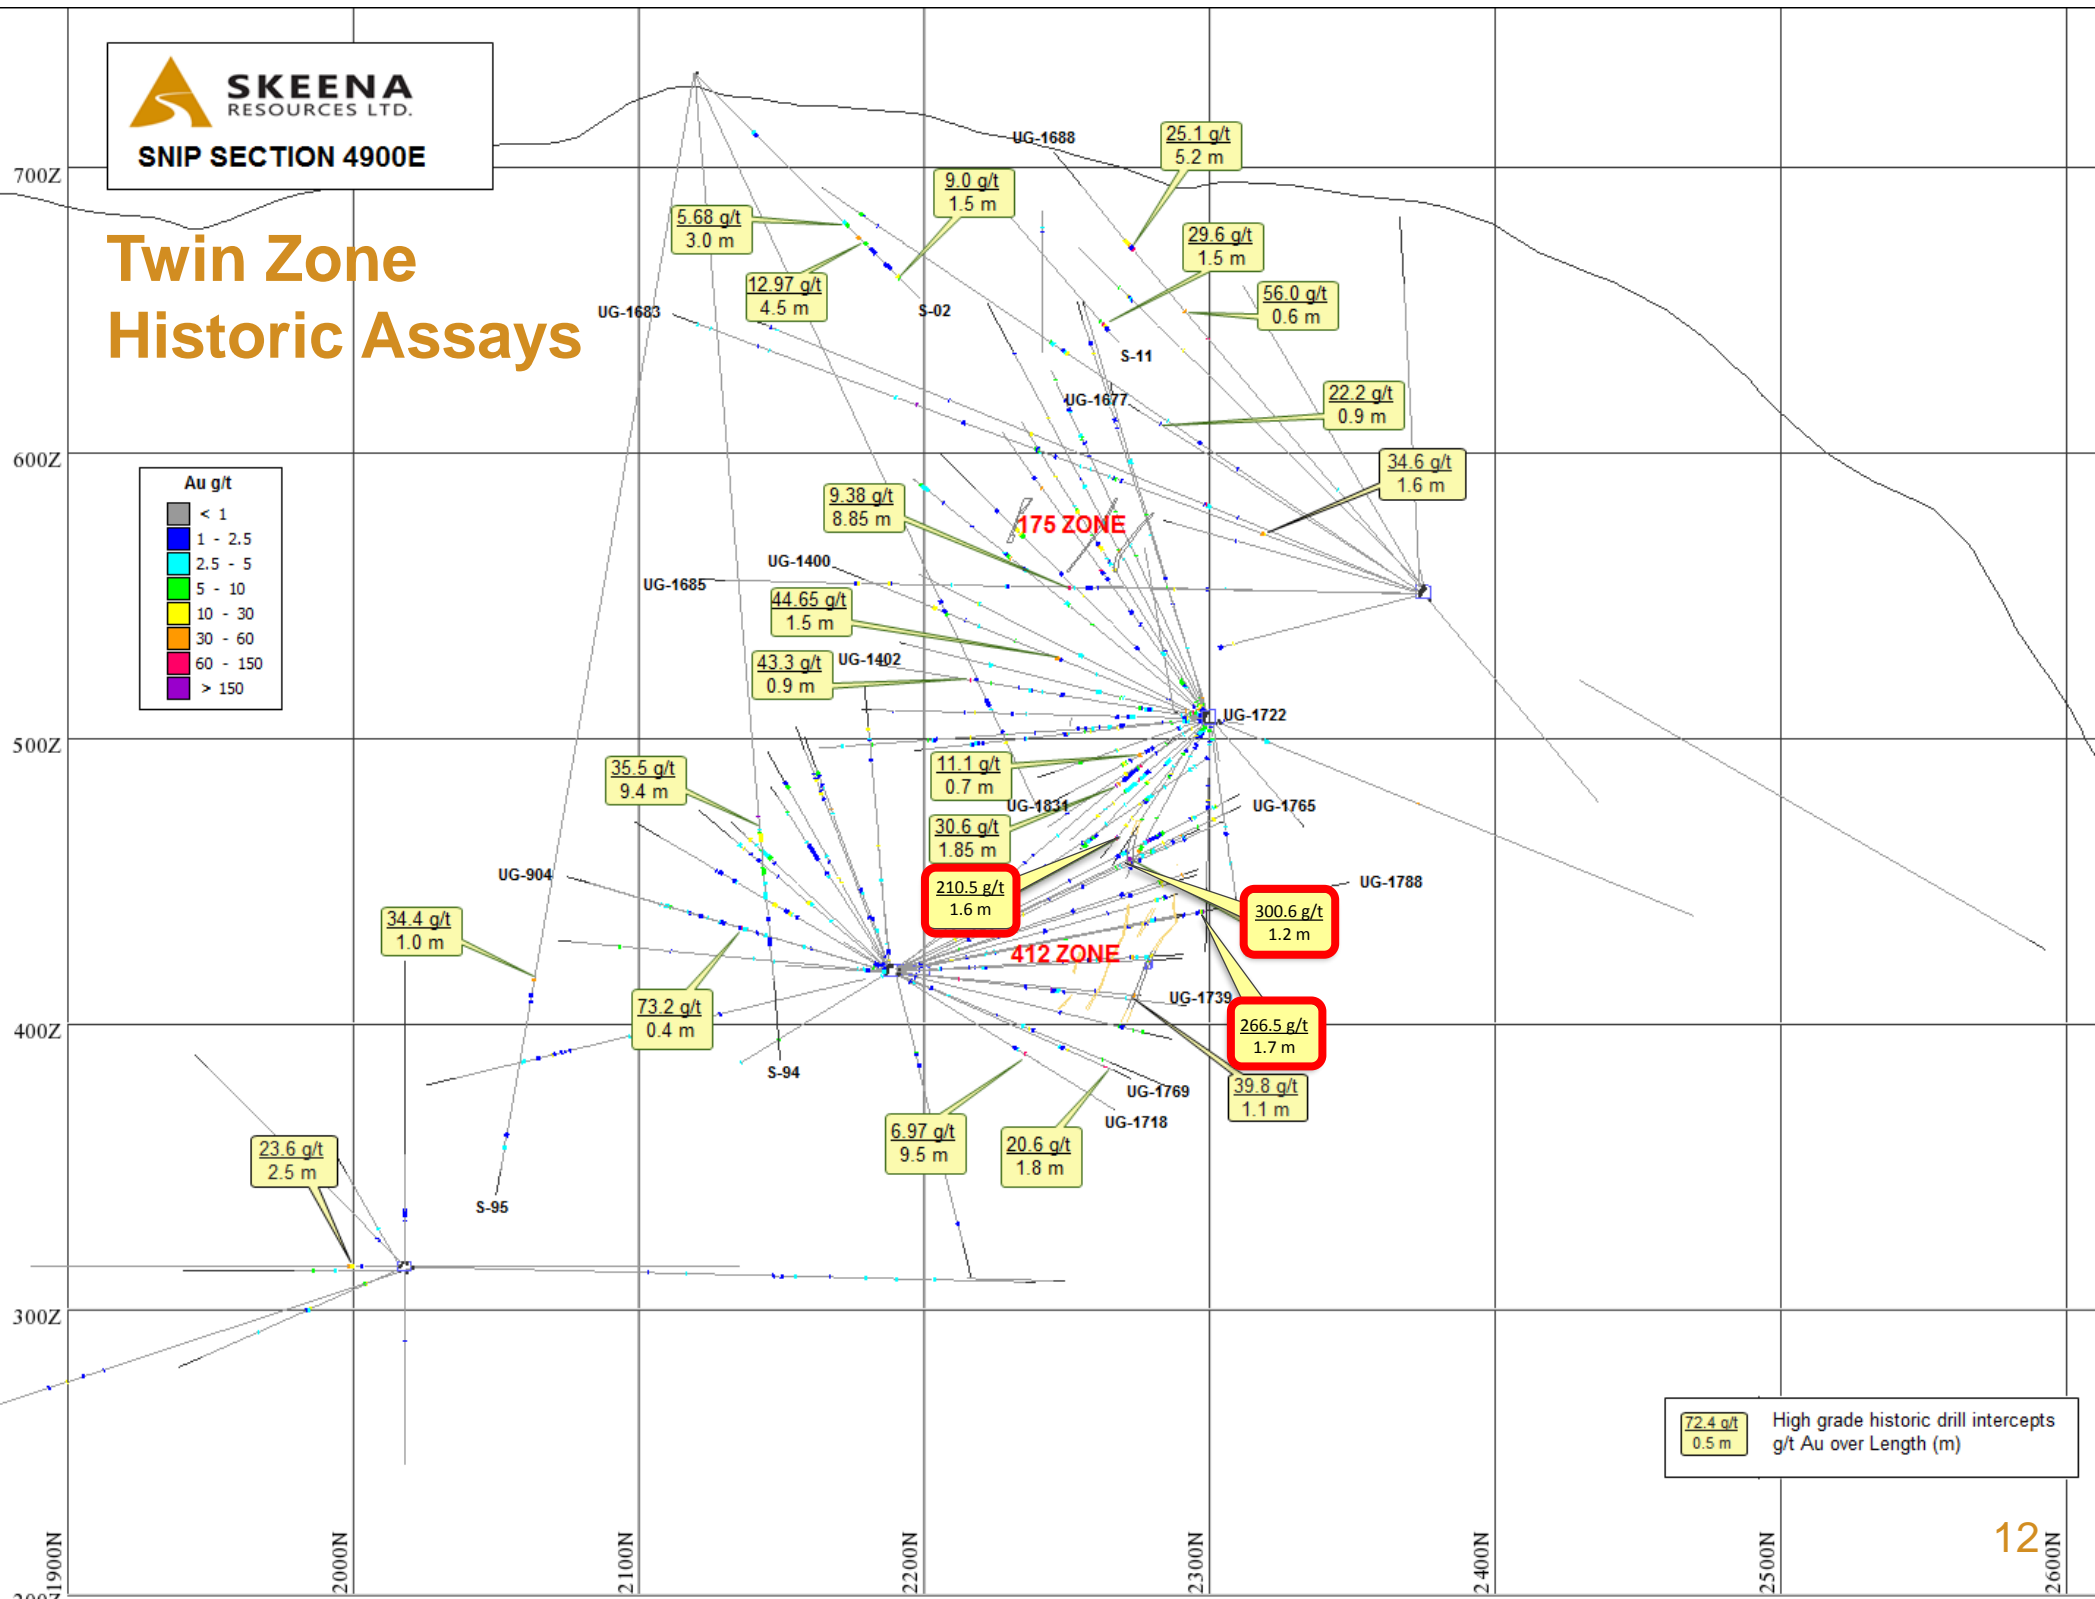 SKEENA
RESOURCES LTD.
SNIP SECTION 4900E
Twin Zone
Historic Assays
700Z
600Z
500Z
400Z
300Z
Au g/t
< 1
1 - 2.5
2.5 - 5
5 - 10
10 - 30
30 - 60
60 - 150
> 150
UG-1688
25.1 g/t
5.2 m
9.0 g/t
1.5 m
5.68 g/t
3.0 m
29.6 g/t
1.5 m
12.97 g/t
4.5 m
56.0 g/t
0.6 m
UG-1683
S-02
S-11
UG-1677
22.2 g/t
0.9 m
34.6 g/t
1.6 m
9.38 g/t
8.85 m
175 ZONE
UG-1400
UG-1685
44.65 g/t
1.5 m
UG-1402
43.3 g/t
0.9 m
UG-1722
35.5 g/t
9.4 m
11.1 g/t
0.7 m
UG-1831
UG-1765
30.6 g/t
1.85 m
UG-904
210.5 g/t
1.6 m
UG-1788
300.6 g/t
1.2 m
34.4 g/t
1.0 m
412 ZONE
73.2 g/t
0.4 m
UG-1739
266.5 g/t
1.7 m
S-94
39.8 g/t
1.1 m
UG-1769
UG-1718
6.97 g/t
9.5 m
20.6 g/t
1.8 m
23.6 g/t
2.5 m
S-95
72.4 g/t
0.5 m
High grade historic drill intercepts
g/t Au over Length (m)
12
1900N
2000N
2100N
2200N
2300N
2400N
2500N
2600N